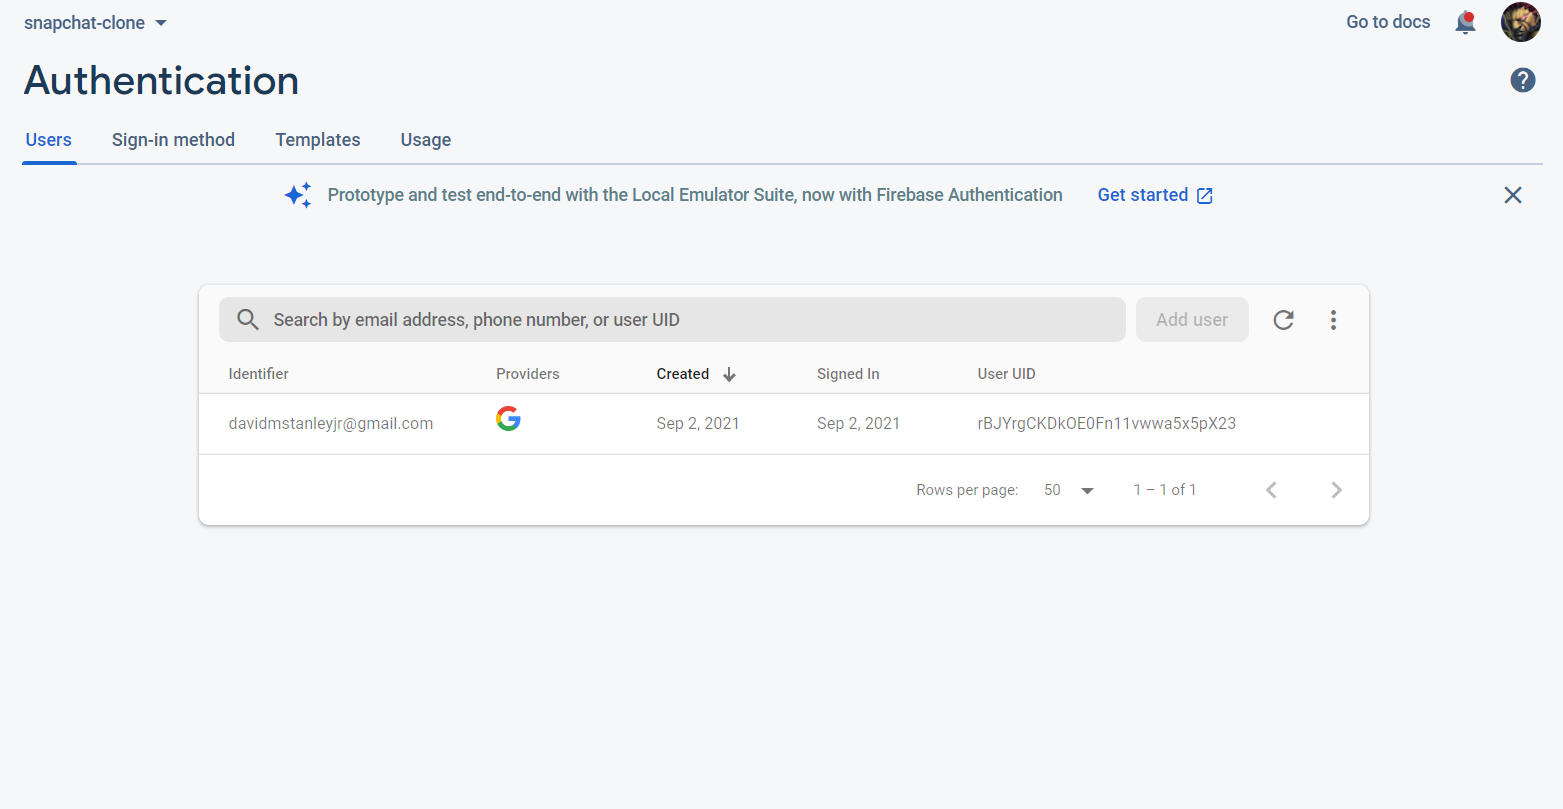 snapchat-clone Go to docs
Authentication ?
Users Sign-in method Templates Usage
Prototype and test end-to-end with the Local Emulator Suite, now with Firebase Authentication Get started
Search by email address, phone number, or user UID Add user
Identifier Providers Created Signed In User UID
davidmstanleyjr@gmail.com Sep 2, 2021 Sep 2, 2021 rBJYrgCKDkOE0Fn11vwwa5x5pX23
Rows per page: 50 1 – 1 of 1